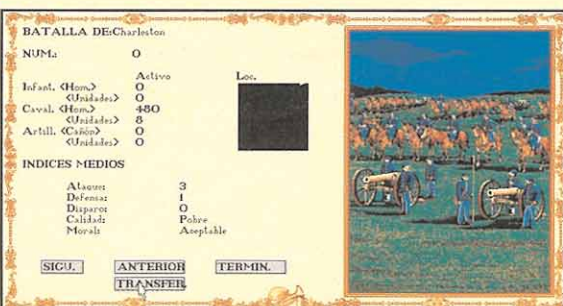 BATALLA DE:Charleston
NUM.: 0
Activo Loc.
Infant. <Hom.> 0
<Unidades> 0
Caval. <Hom.> 480
<Unidades> 8
Artill. <Cañón> 0
<Unidades> 0
INDICES MEDIOS
Ataque: 3
Defensa: 1
Disparo: 0
Calidad: Pobre
Moral: Aceptable
SIGU. ANTERIOR TERMIN.
TRANSFER.